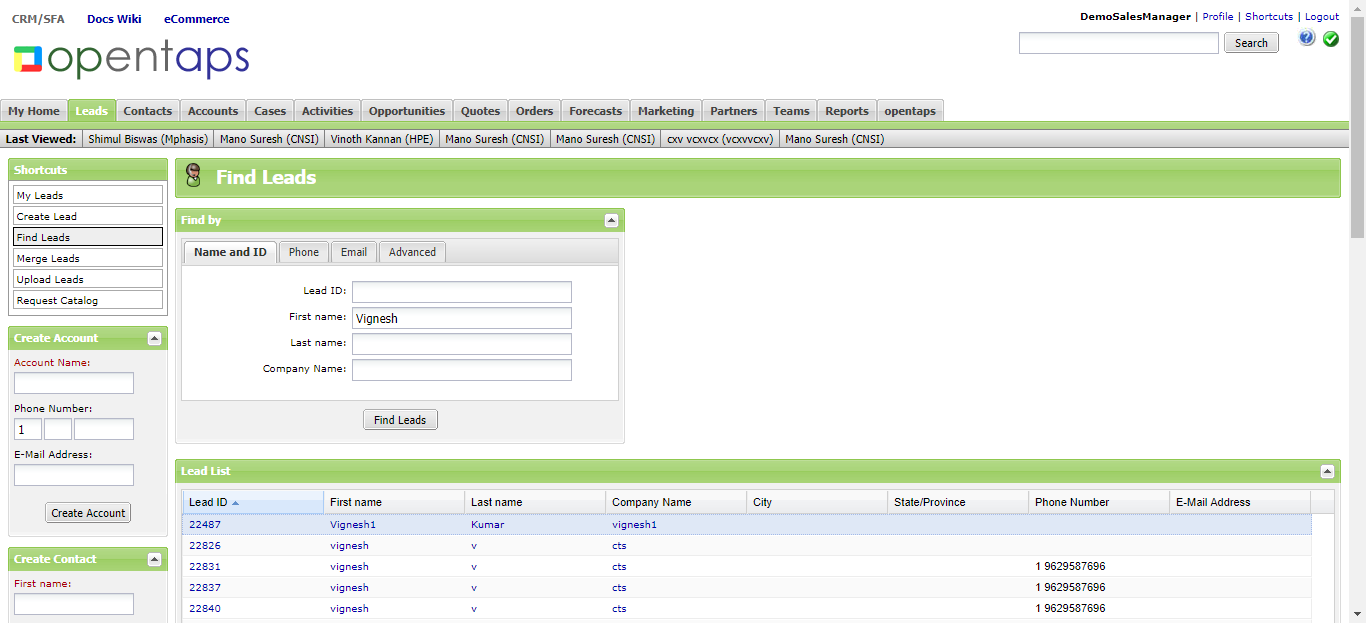 CRM/SFA Docs Wiki eCommerce
DemoSalesManager | Profile | Shortcuts | Logout
opentaps
Search
?
My Home Leads Contacts Accounts Cases Activities Opportunities Quotes Orders Forecasts Marketing Partners Teams Reports opentaps
Last Viewed: Shimul Biswas (Mphasis) Mano Suresh (CNSI) Vinoth Kannan (HPE) Mano Suresh (CNSI) Mano Suresh (CNSI) cxv vcxvcx (vcxvvcxv) Mano Suresh (CNSI)
Shortcuts
My Leads
Create Lead
Find Leads
Merge Leads
Upload Leads
Request Catalog
Create Account
Account Name:
Phone Number:
1
E-Mail Address:
Create Account
Create Contact
First name:
Find Leads
Find by
Name and ID Phone Email Advanced
Lead ID:
First name: Vignesh
Last name:
Company Name:
Find Leads
Lead List
Lead ID First name Last name Company Name City State/Province Phone Number E-Mail Address
22487 Vignesh1 Kumar vignesh1
22826 vignesh v cts
22831 vignesh v cts 1 9629587696
22837 vignesh v cts 1 9629587696
22840 vignesh v cts 1 9629587696